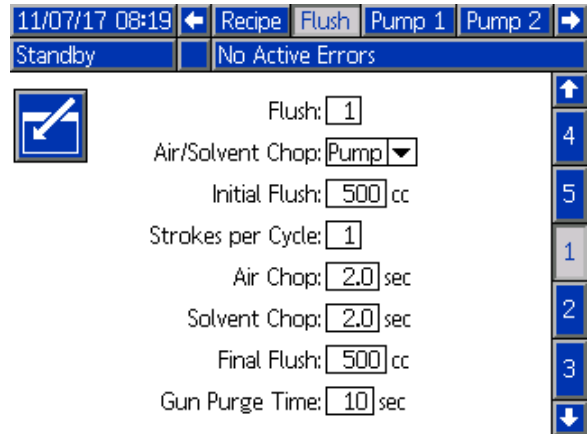 11/07/17 08:19 Recipe Flush Pump 1 Pump 2
Standby No Active Errors
Flush: 1
Air/Solvent Chop: Pump
Initial Flush: 500 cc
Strokes per Cycle: 1
Air Chop: 2.0 sec
Solvent Chop: 2.0 sec
Final Flush: 500 cc
Gun Purge Time: 10 sec
4
5
1
2
3